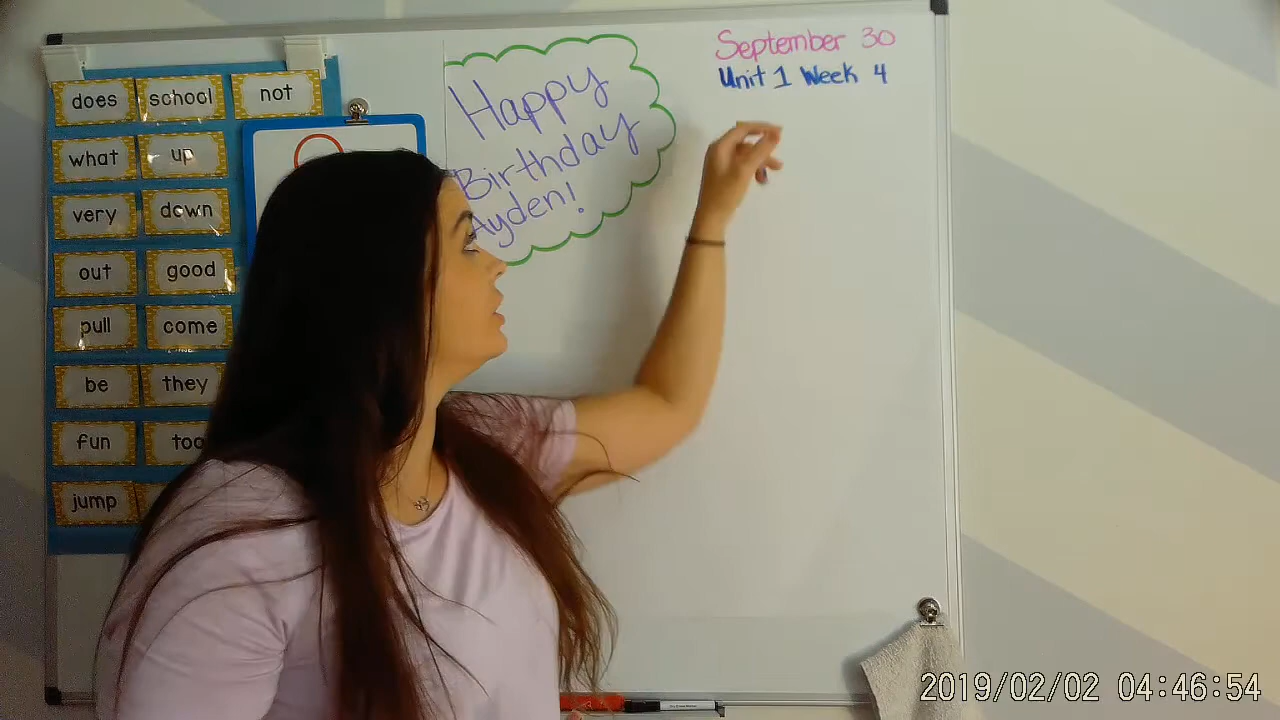 does school not
what up
very down
out good
pull come
be they
fun too
jump
Happy
Birthday
Ayden!
September 30
Unit 1 Week 4
2019/02/02 04:46:54